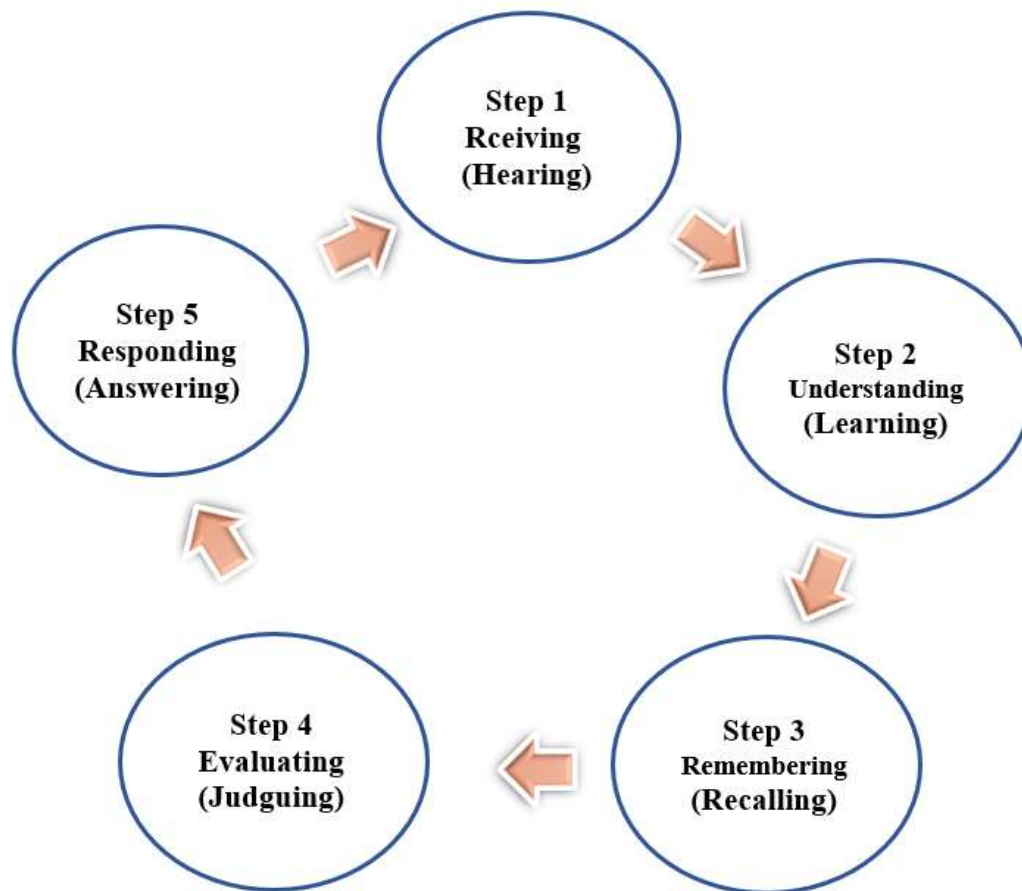 Step 1
Rceiving
(Hearing)
Step 2
Understanding
(Learning)
Step 3
Remembering
(Recalling)
Step 4
Evaluating
(Judguing)
Step 5
Responding
(Answering)